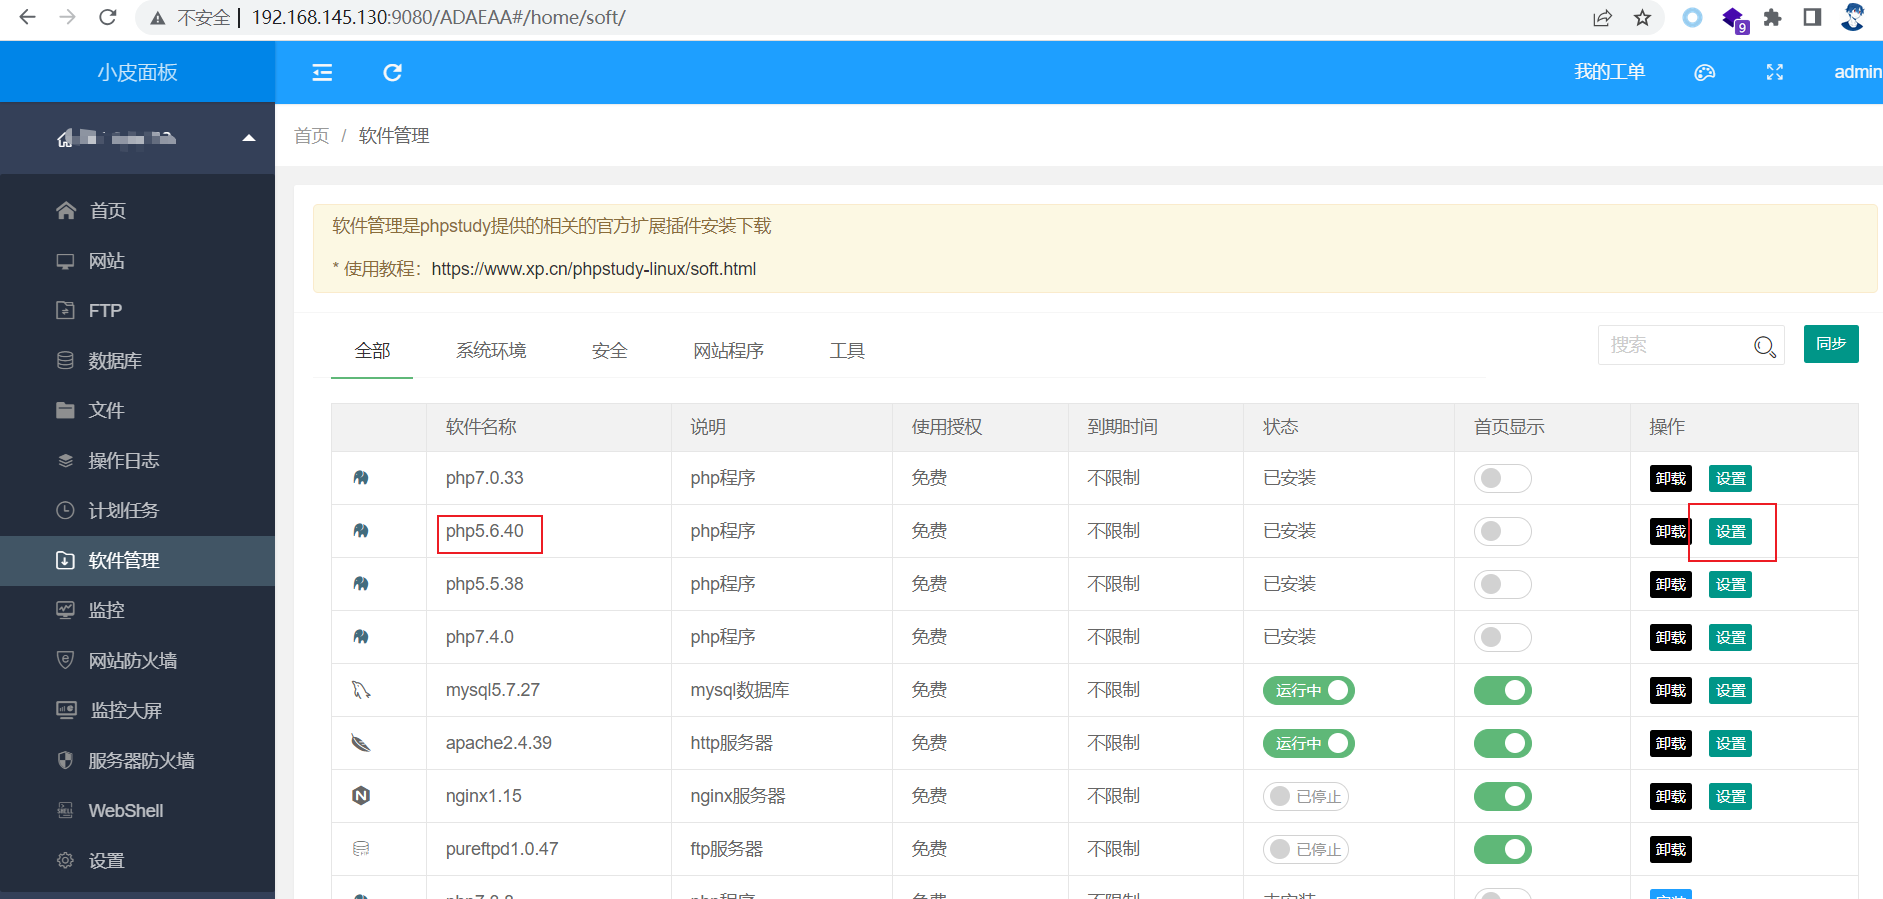 不安全 192.168.145.130:9080/ADAEAA#/home/soft/
9
小皮面板
我的工单
admin
首页 / 软件管理
首页
网站
FTP
数据库
文件
操作日志
计划任务
软件管理
监控
网站防火墙
监控大屏
服务器防火墙
WebShell
设置
软件管理是phpstudy提供的相关的官方扩展插件安装下载
* 使用教程：https://www.xp.cn/phpstudy-linux/soft.html
全部 系统环境 安全 网站程序 工具
搜索
同步
软件名称 说明 使用授权 到期时间 状态 首页显示 操作
php7.0.33 php程序 免费 不限制 已安装 卸载 设置
php5.6.40 php程序 免费 不限制 已安装 卸载 设置
php5.5.38 php程序 免费 不限制 已安装 卸载 设置
php7.4.0 php程序 免费 不限制 已安装 卸载 设置
mysql5.7.27 mysql数据库 免费 不限制 运行中 卸载 设置
apache2.4.39 http服务器 免费 不限制 运行中 卸载 设置
nginx1.15 nginx服务器 免费 不限制 已停止 卸载 设置
pureftpd1.0.47 ftp服务器 免费 不限制 已停止 卸载